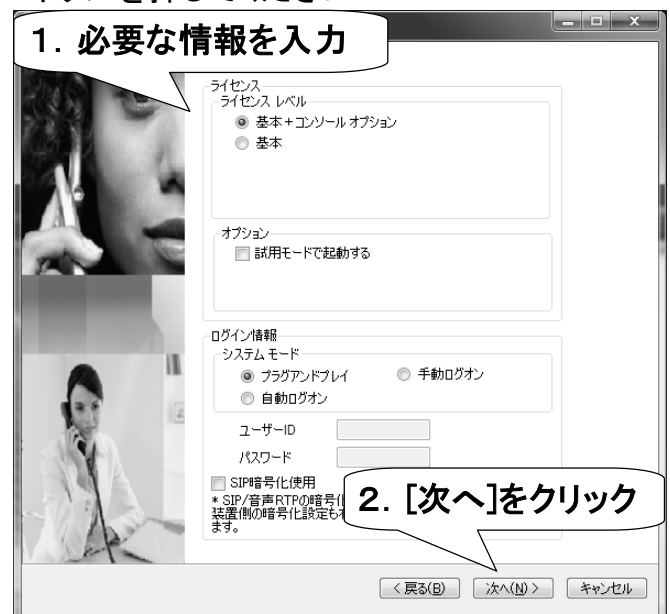 1. 必要な情報を入力
ライセンス
ライセンス レベル
基本+コンソール オプション
基本
オプション
試用モードで起動する
ログイン情報
システム モード
プラグアンドプレイ
手動ログオン
自動ログオン
ユーザーID
パスワード
SIP暗号化使用
* SIP/音声RTPの暗号
装置側の暗号化設定も
ます。
2. [次へ]をクリック
< 戻る(B)
次へ(N) >
キャンセル